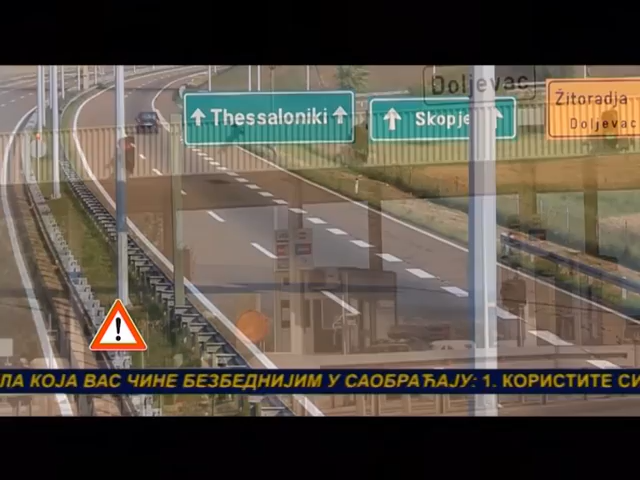 Doljevac
Thessaloniki
Skopje
Žitoradja
Doljevac
ЛА КОЈА ВАС ЧИНЕ БЕЗБЕДНИЈИМ У САОБРАЋАЈУ: 1. КОРИСТИТЕ СИ